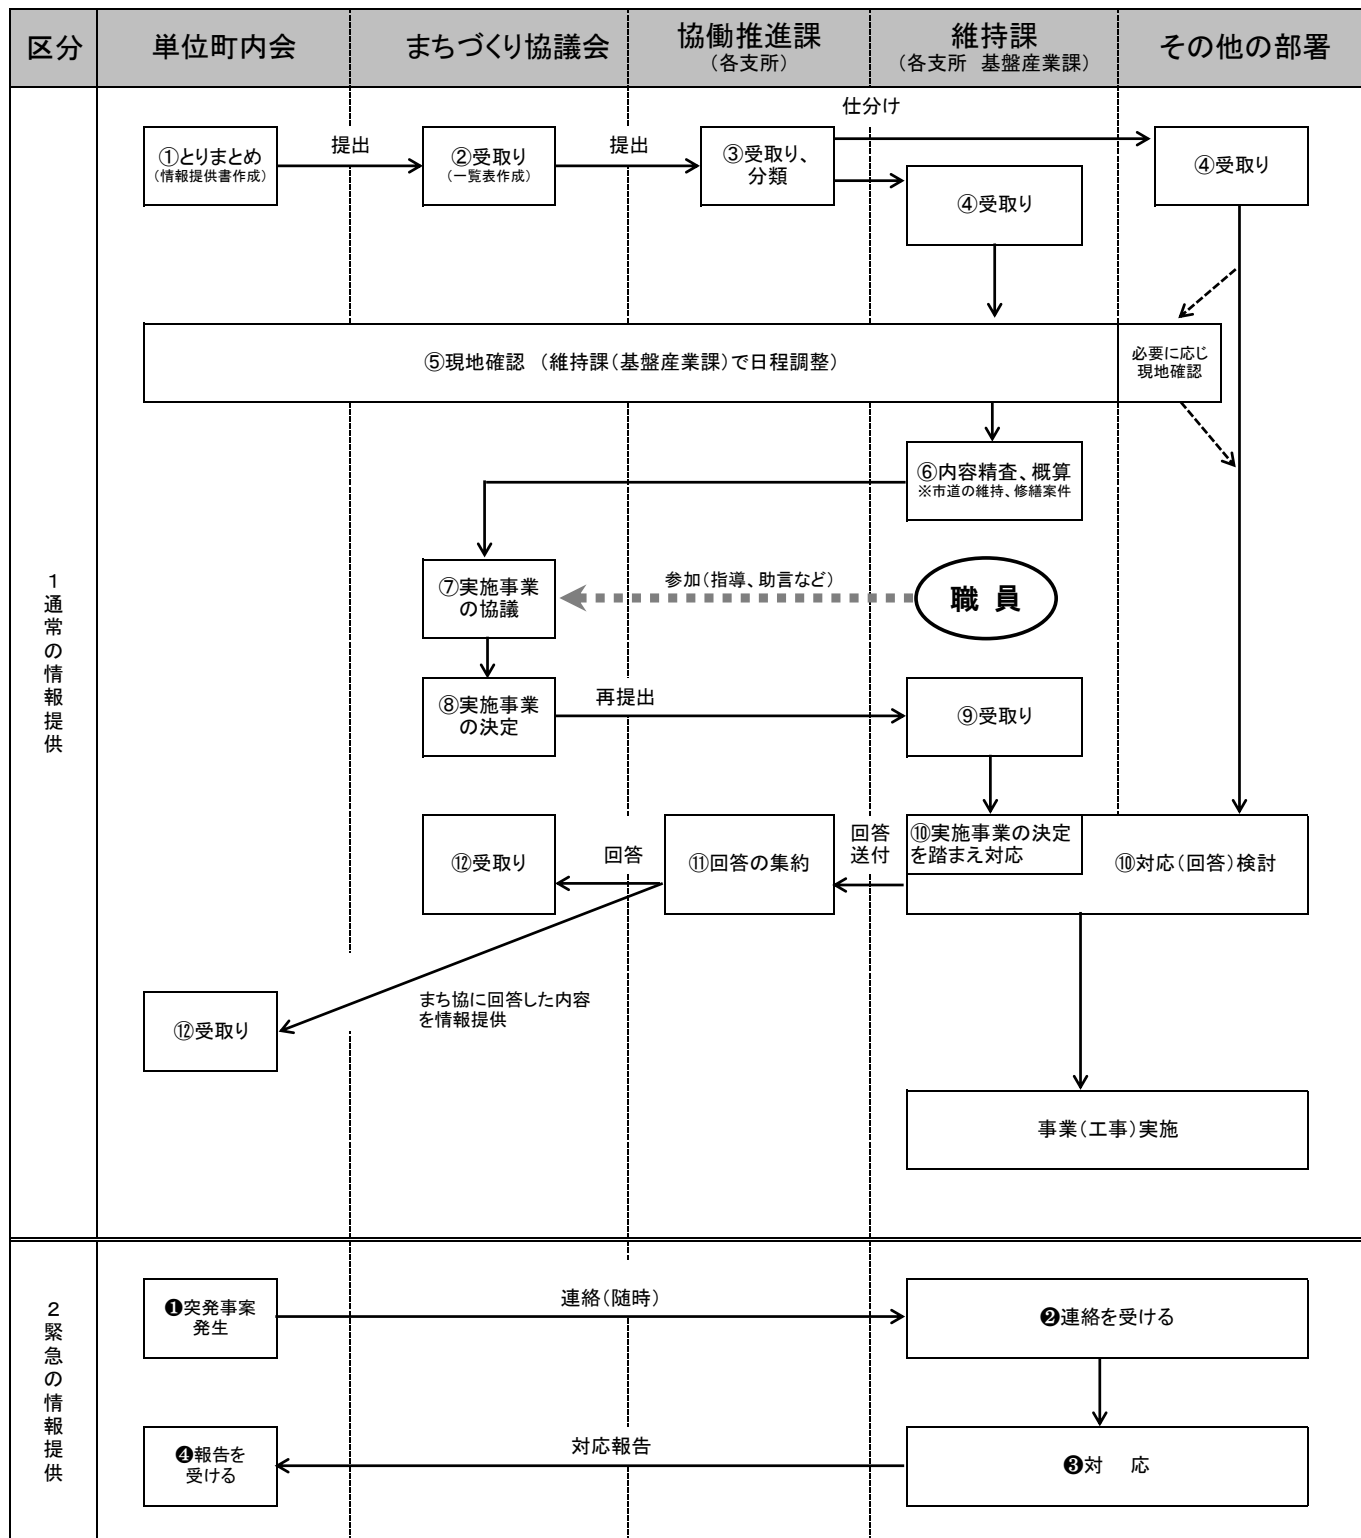 区分
単位町内会
まちづくり協議会
協働推進課
(各支所)
維持課
(各支所　基盤産業課)
その他の部署
1通常の情報提供
仕分け
①とりまとめ
(情報提供書作成)
提出
②受取り
(一覧表作成)
提出
③受取り、
分類
④受取り
④受取り
⑤現地確認　(維持課(基盤産業課)で日程調整)
必要に応じ
現地確認
⑥内容精査、概算
※市道の維持、修繕案件
⑦実施事業
の協議
参加(指導、助言など)
職　員
⑧実施事業
の決定
再提出
⑨受取り
⑫受取り
回答
⑪回答の集約
回答
送付
⑩実施事業の決定
を踏まえ対応
⑩対応(回答)検討
まち協に回答した内容
を情報提供
⑫受取り
事業(工事)実施
2緊急の情報提供
❶突発事案
発生
連絡(随時)
❷連絡を受ける
❹報告を
受ける
対応報告
❸対　応